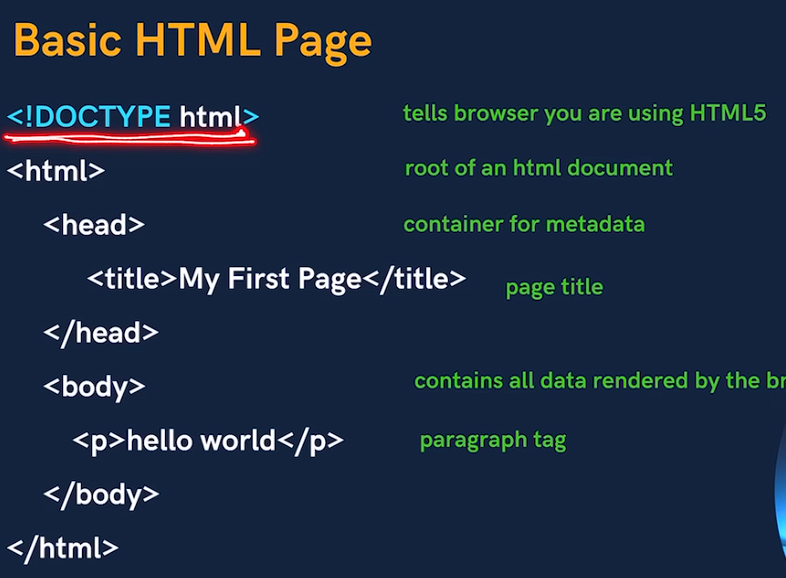 Basic HTML Page
<!DOCTYPE html> tells browser you are using HTML5
<html> root of an html document
<head> container for metadata
<title>My First Page</title> page title
</head>
<body> contains all data rendered by the
<p>hello world</p> paragraph tag
</body>
</html>